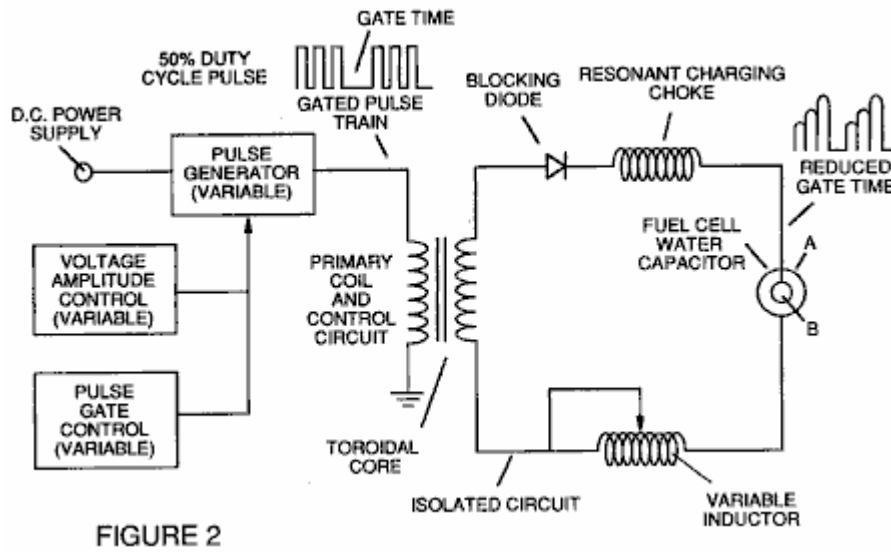 GATE TIME
50% DUTY
CYCLE PULSE
GATED PULSE
TRAIN
BLOCKING
DIODE
RESONANT CHARGING
CHOKE
D.C. POWER
SUPPLY
PULSE
GENERATOR
(VARIABLE)
REDUCED
GATE TIME
FUEL CELL
WATER
CAPACITOR
A
B
VOLTAGE
AMPLITUDE
CONTROL
(VARIABLE)
PRIMARY
COIL
AND
CONTROL
CIRCUIT
PULSE
GATE
CONTROL
(VARIABLE)
TOROIDAL
CORE
ISOLATED CIRCUIT
VARIABLE
INDUCTOR
FIGURE 2